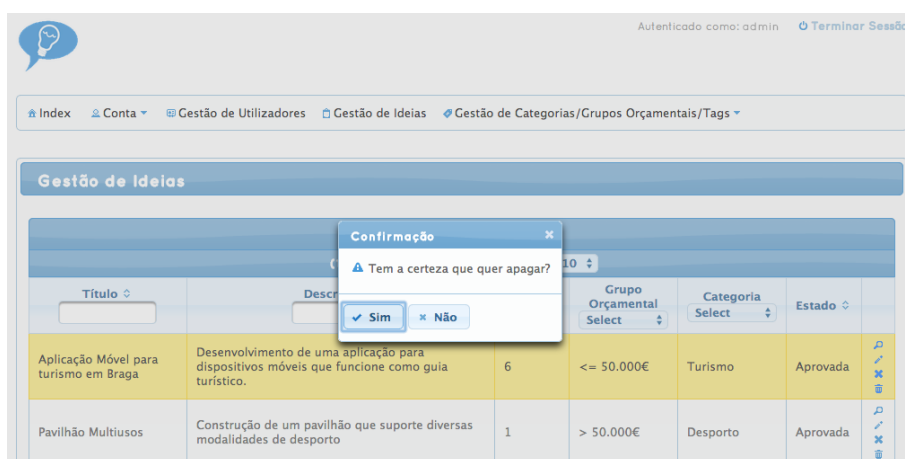 Autenticado como: admin Terminar Sessão
Index Conta Gestão de Utilizadores Gestão de Ideias Gestão de Categorias/Grupos Orçamentais/Tags
Gestão de Ideias
Confirmação
Tem a certeza que quer apagar?
Sim Não
10
Título
Descr
Grupo
Orçamental
Select
Categoria
Select
Estado
Aplicação Móvel para
turismo em Braga
Desenvolvimento de uma aplicação para
dispositivos móveis que funcione como guia
turístico.
6
<= 50.000€
Turismo
Aprovada
Pavilhão Multiusos
Construção de um pavilhão que suporte diversas
modalidades de desporto
1
> 50.000€
Desporto
Aprovada